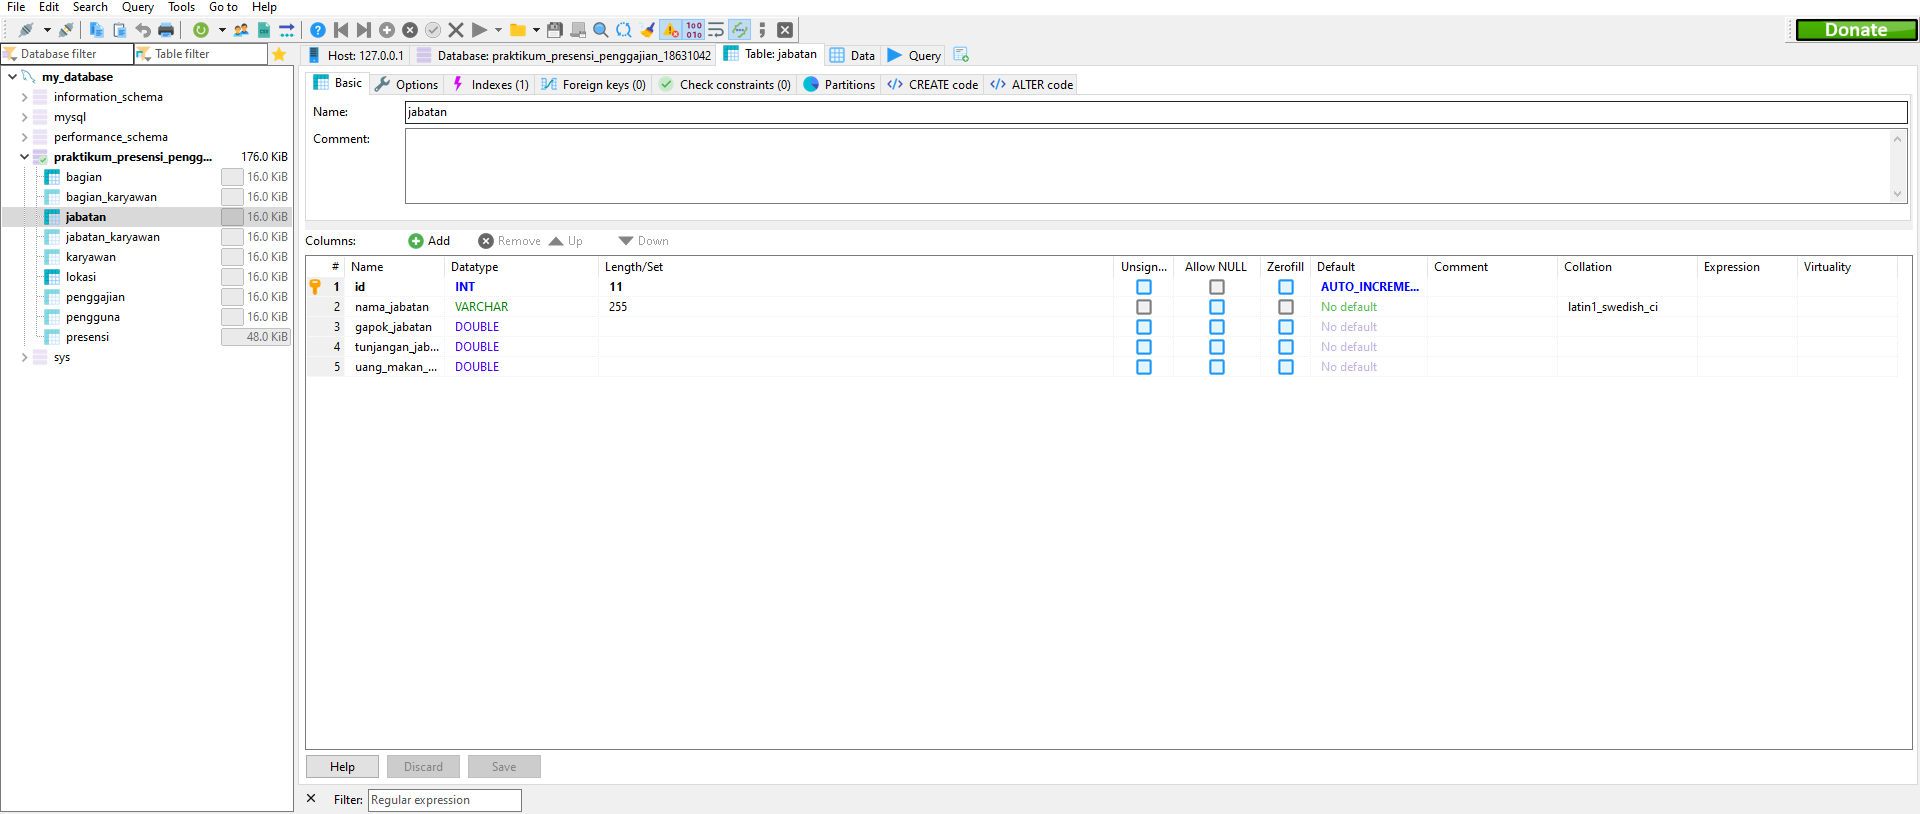 File Edit Search Query Tools Go to Help
Donate
Database filter Table filter
Host: 127.0.0.1 Database: praktikum_presensi_penggajian_18631042 Table: jabatan Data Query
my_database
information_schema
mysql
performance_schema
praktikum_presensi_pengg... 176.0 KiB
bagian 16.0 KiB
bagian_karyawan 16.0 KiB
jabatan 16.0 KiB
jabatan_karyawan 16.0 KiB
karyawan 16.0 KiB
lokasi 16.0 KiB
penggajian 16.0 KiB
pengguna 16.0 KiB
presensi 48.0 KiB
sys
Basic Options Indexes (1) Foreign keys (0) Check constraints (0) Partitions CREATE code ALTER code
Name: jabatan
Comment:
Columns: Add Remove Up Down
# Name Datatype Length/Set Unsign... Allow NULL Zerofill Default Comment Collation Expression Virtuality
1 id INT 11 AUTO_INCREME...
2 nama_jabatan VARCHAR 255 No default latin1_swedish_ci
3 gapok_jabatan DOUBLE No default
4 tunjangan_jab... DOUBLE No default
5 uang_makan_... DOUBLE No default
Help Discard Save
Filter: Regular expression